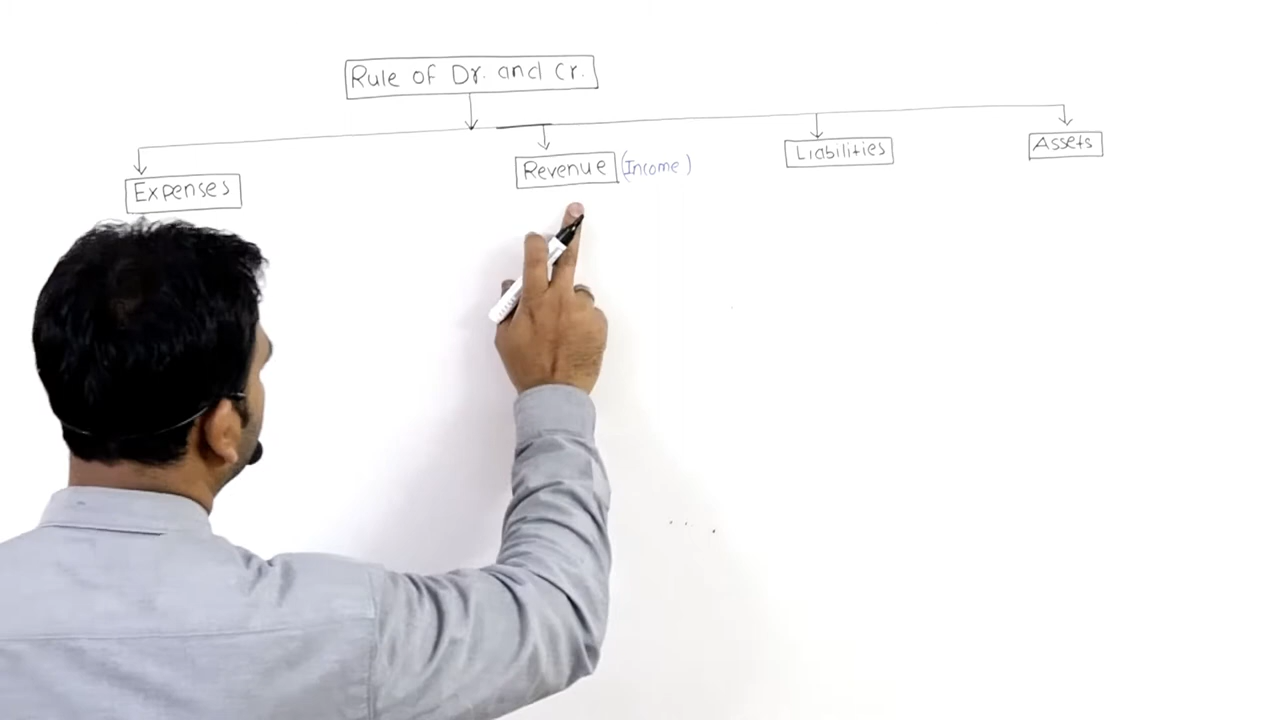 Rule of Dr. and Cr.
Expenses
Revenue (Income)
Liabilities
Assets